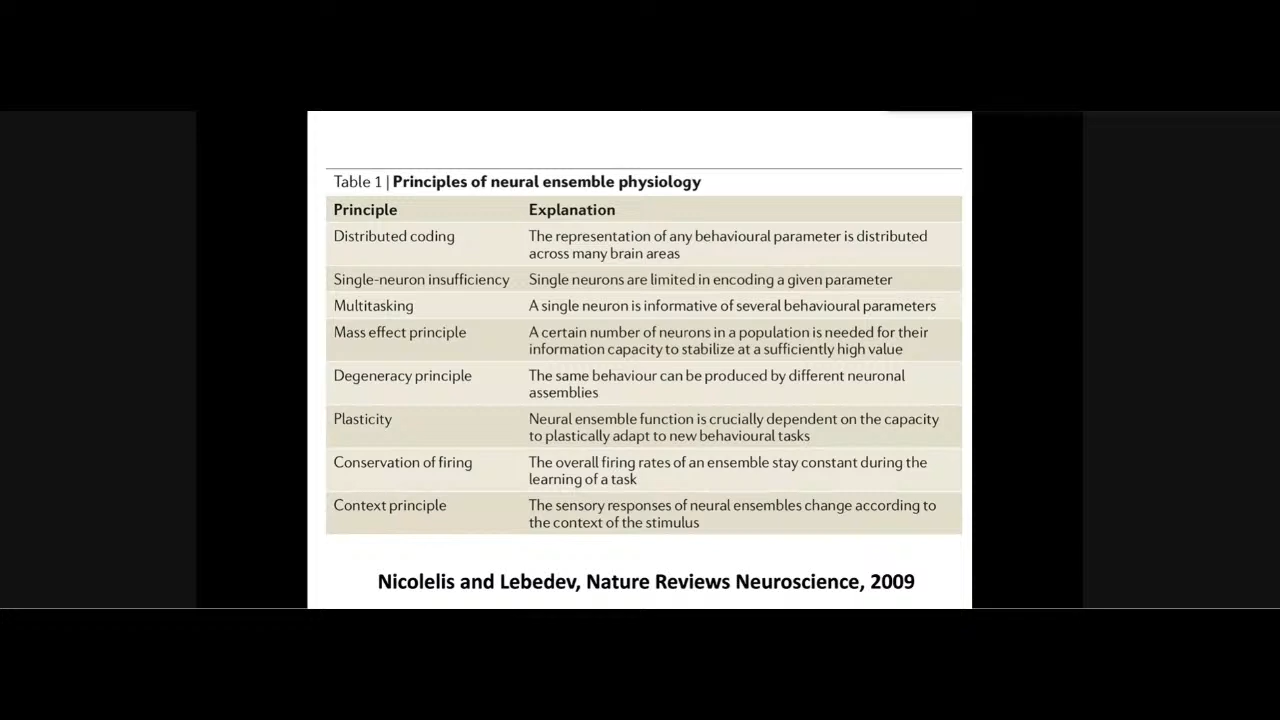 Table 1 | Principles of neural ensemble physiology
Principle Explanation
Distributed coding The representation of any behavioural parameter is distributed
across many brain areas
Single-neuron insufficiency Single neurons are limited in encoding a given parameter
Multitasking A single neuron is informative of several behavioural parameters
Mass effect principle A certain number of neurons in a population is needed for their
information capacity to stabilize at a sufficiently high value
Degeneracy principle The same behaviour can be produced by different neuronal
assemblies
Plasticity Neural ensemble function is crucially dependent on the capacity
to plastically adapt to new behavioural tasks
Conservation of firing The overall firing rates of an ensemble stay constant during the
learning of a task
Context principle The sensory responses of neural ensembles change according to
the context of the stimulus
Nicolelis and Lebedev, Nature Reviews Neuroscience, 2009